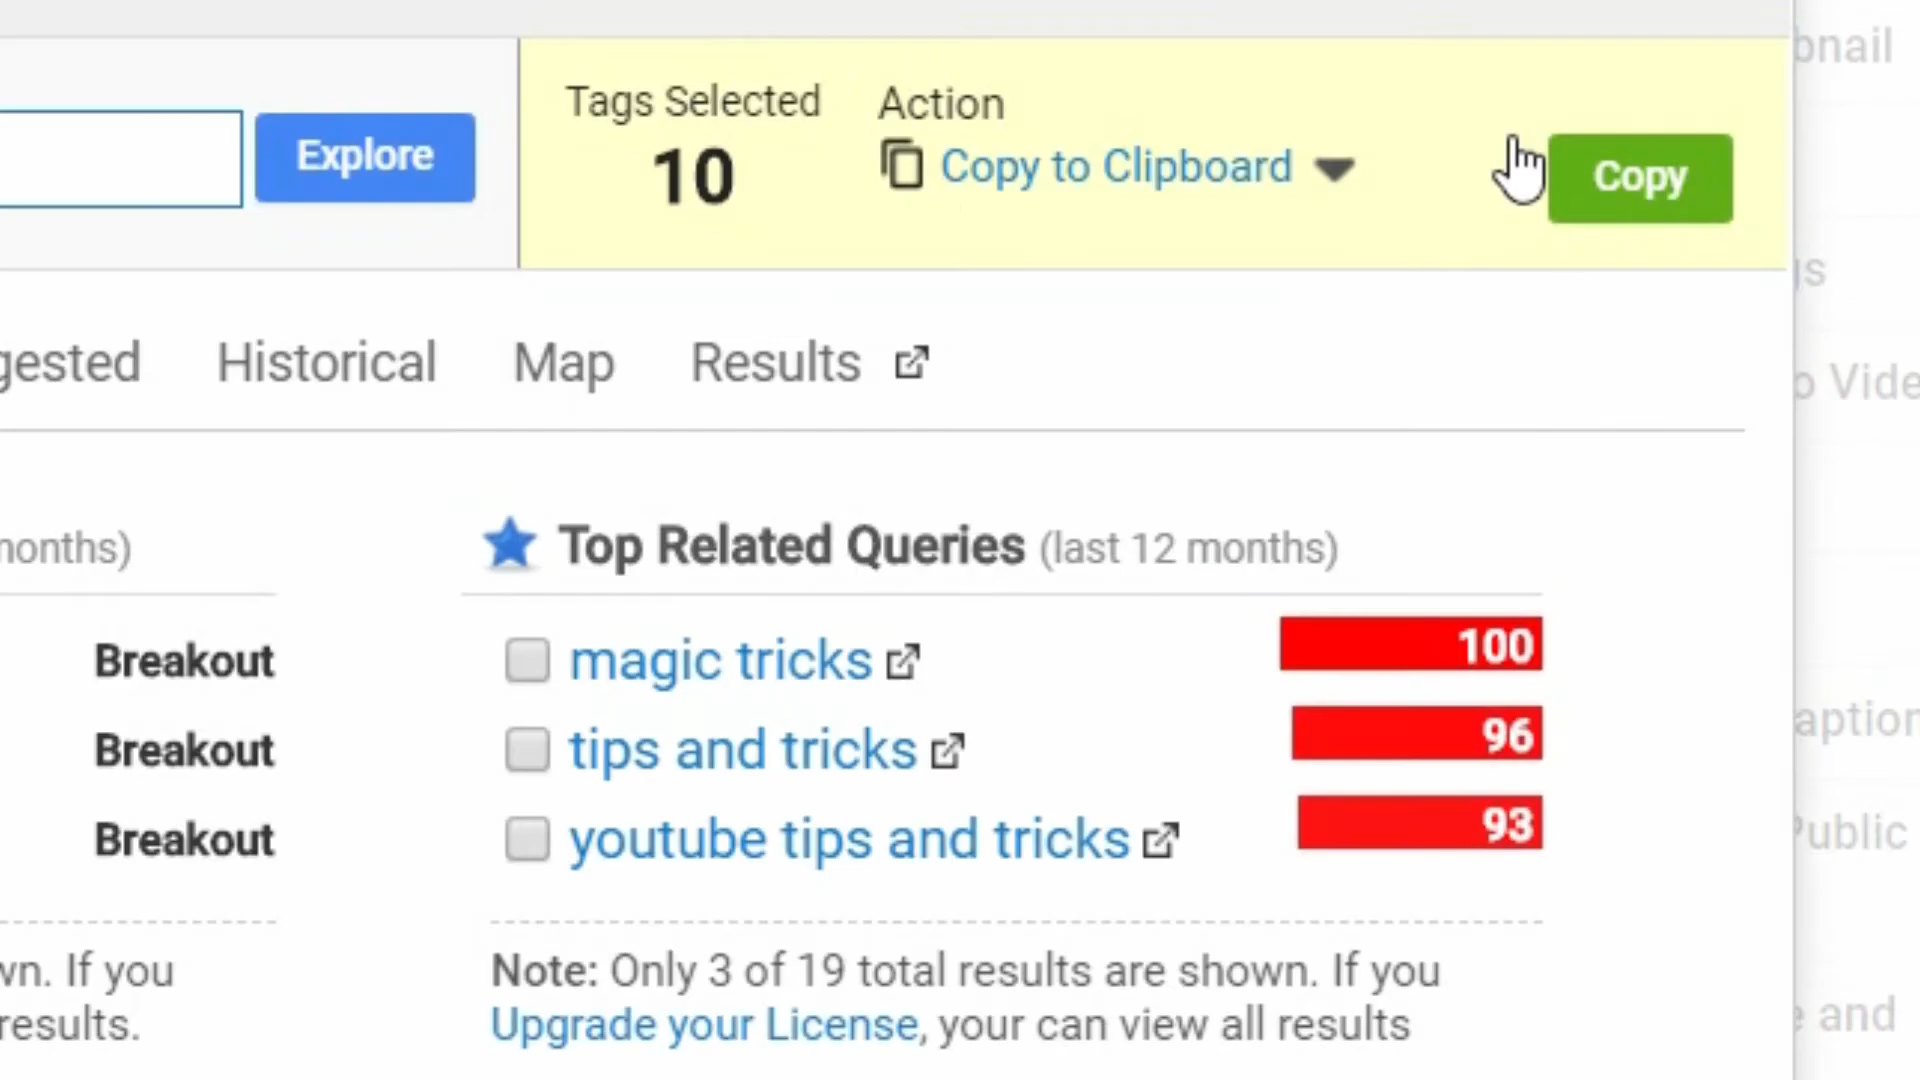 bnail
Tags Selected
Action
Explore
10
Copy to Clipboard
Copy
gs
gested
Historical
Map
Results
o Vide
months)
Top Related Queries (last 12 months)
Breakout
magic tricks
100
Breakout
tips and tricks
96
aption
Breakout
youtube tips and tricks
93
Public
wn. If you
Note: Only 3 of 19 total results are shown. If you
results.
Upgrade your License, your can view all results
e and